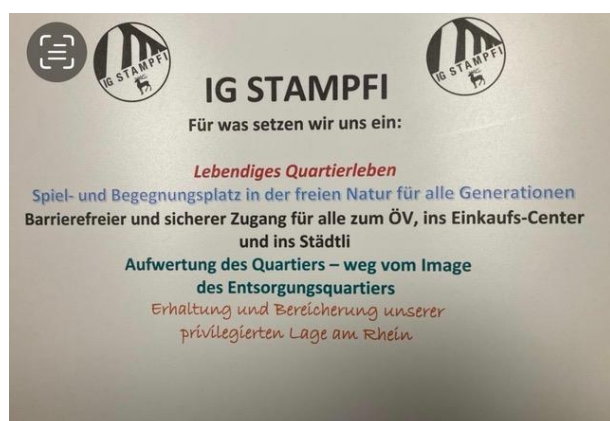 IG STAMPFI
IG STAMPFI
IG STAMPFI
Für was setzen wir uns ein:
Lebendiges Quartierleben
Spiel- und Begegnungsplatz in der freien Natur für alle Generationen
Barrierefreier und sicherer Zugang für alle zum ÖV, ins Einkaufs-Center
und ins Städtli
Aufwertung des Quartiers – weg vom Image
des Entsorgungsquartiers
Erhaltung und Bereicherung unserer
privilegierten Lage am Rhein